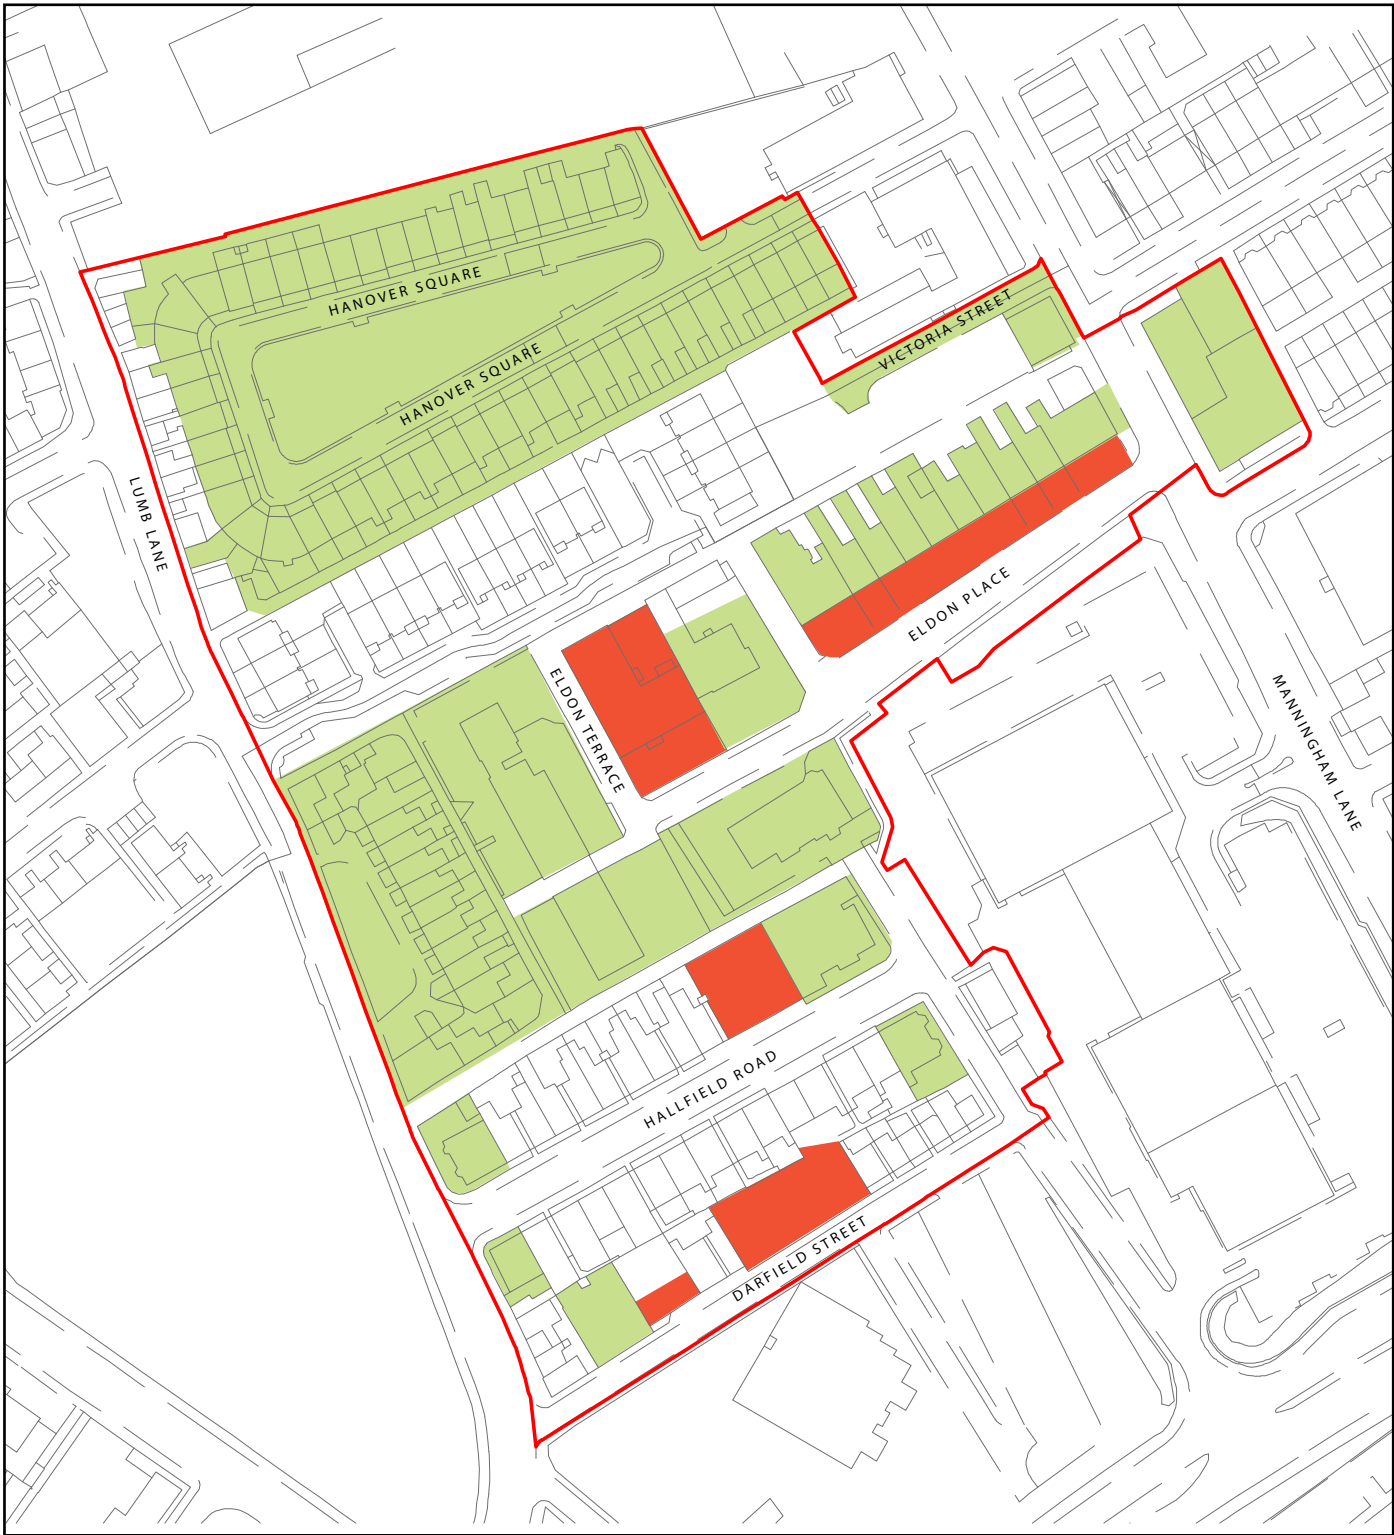 HANOVER SQUARE
HANOVER SQUARE
VICTORIA STREET
LUMB LANE
ELDON PLACE
ELDON TERRACE
MANNINGHAM LANE
HALLFIELD ROAD
DARFIELD STREET